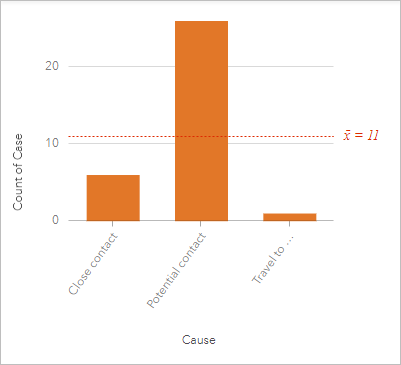 Count of Case
20
10
0
x̄ = 11
Close contact
Potential contact
Travel to ...
Cause